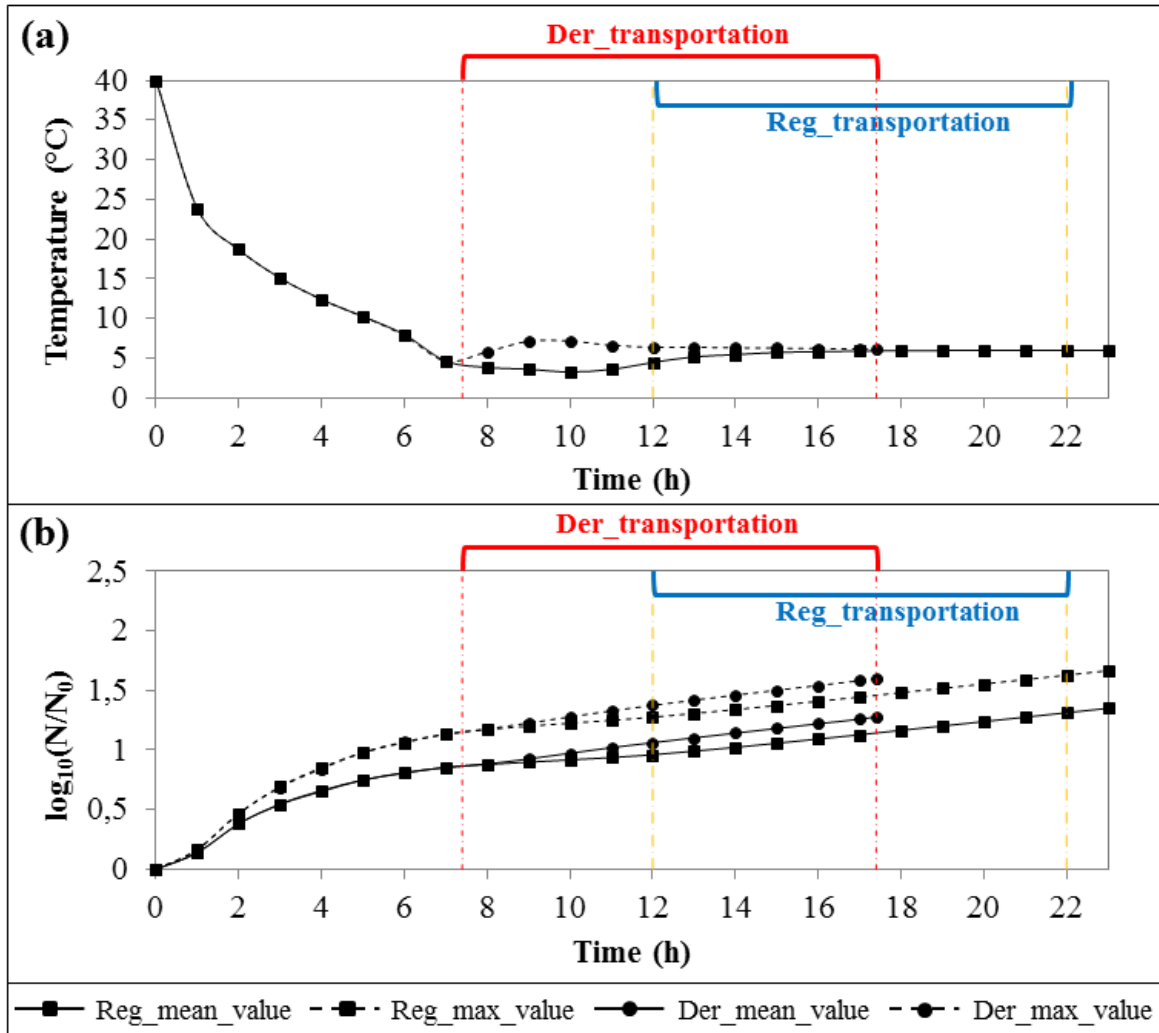 (a)
Der_transportation
Reg_transportation
Temperature (°C)
40
35
30
25
20
15
10
5
0
0 2 4 6 8 10 12 14 16 18 20 22
Time (h)
(b)
Der_transportation
Reg_transportation
log10(N/N0)
2,5
2
1,5
1
0,5
0
0 2 4 6 8 10 12 14 16 18 20 22
Time (h)
Reg_mean_value Reg_max_value Der_mean_value Der_max_value